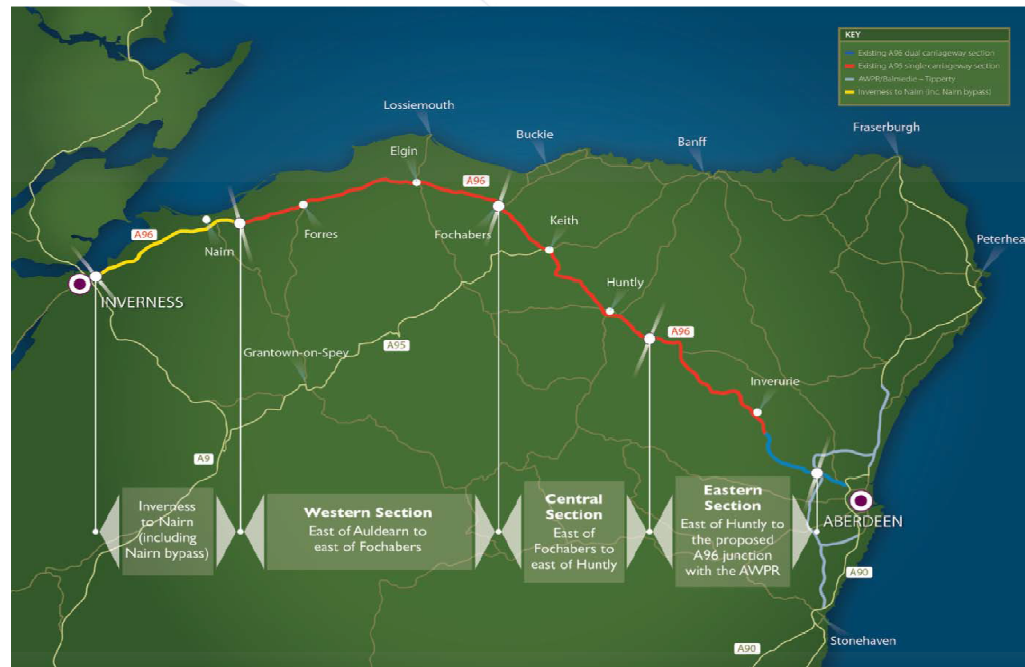 KEY
Existing A96 dual carriageway section
Existing A96 single carriageway section
AWPR/Balmedie – Tipperty
Inverness to Nairn (inc. Nairn bypass)
Lossiemouth
Fraserburgh
Buckie
Banff
Elgin
A96
Keith
Forres
Fochabers
Peterhea
A96
Nairn
Huntly
INVERNESS
A96
Grantown-on-Spey
A95
Inverurie
A9
ABERDEEN
Inverness
to Nairn
(including
Nairn bypass)
Western Section
East of Auldearn to
east of Fochabers
Central
Section
East of
Fochabers to
east of Huntly
Eastern
Section
East of Huntly to
the proposed
A96 junction
with the AWPR
A90
Stonehaven
A90